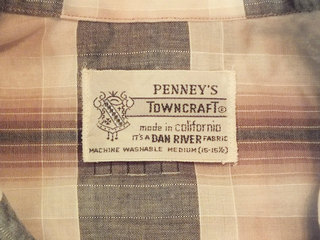 PENNEY'S
TOWNCRAFT®
made in california
IT'S A DAN RIVER FABRIC
MACHINE WASHABLE MEDIUM (15-15½)